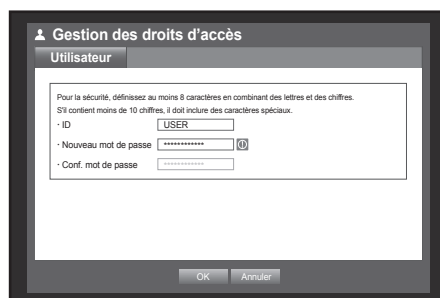 Gestion des droits d'accès
Utilisateur
Pour la sécurité, définissez au moins 8 caractères en combinant des lettres et des chiffres.
S'il contient moins de 10 chiffres, il doit inclure des caractères spéciaux.
· ID USER
· Nouveau mot de passe ************
· Conf. mot de passe ************
OK Annuler